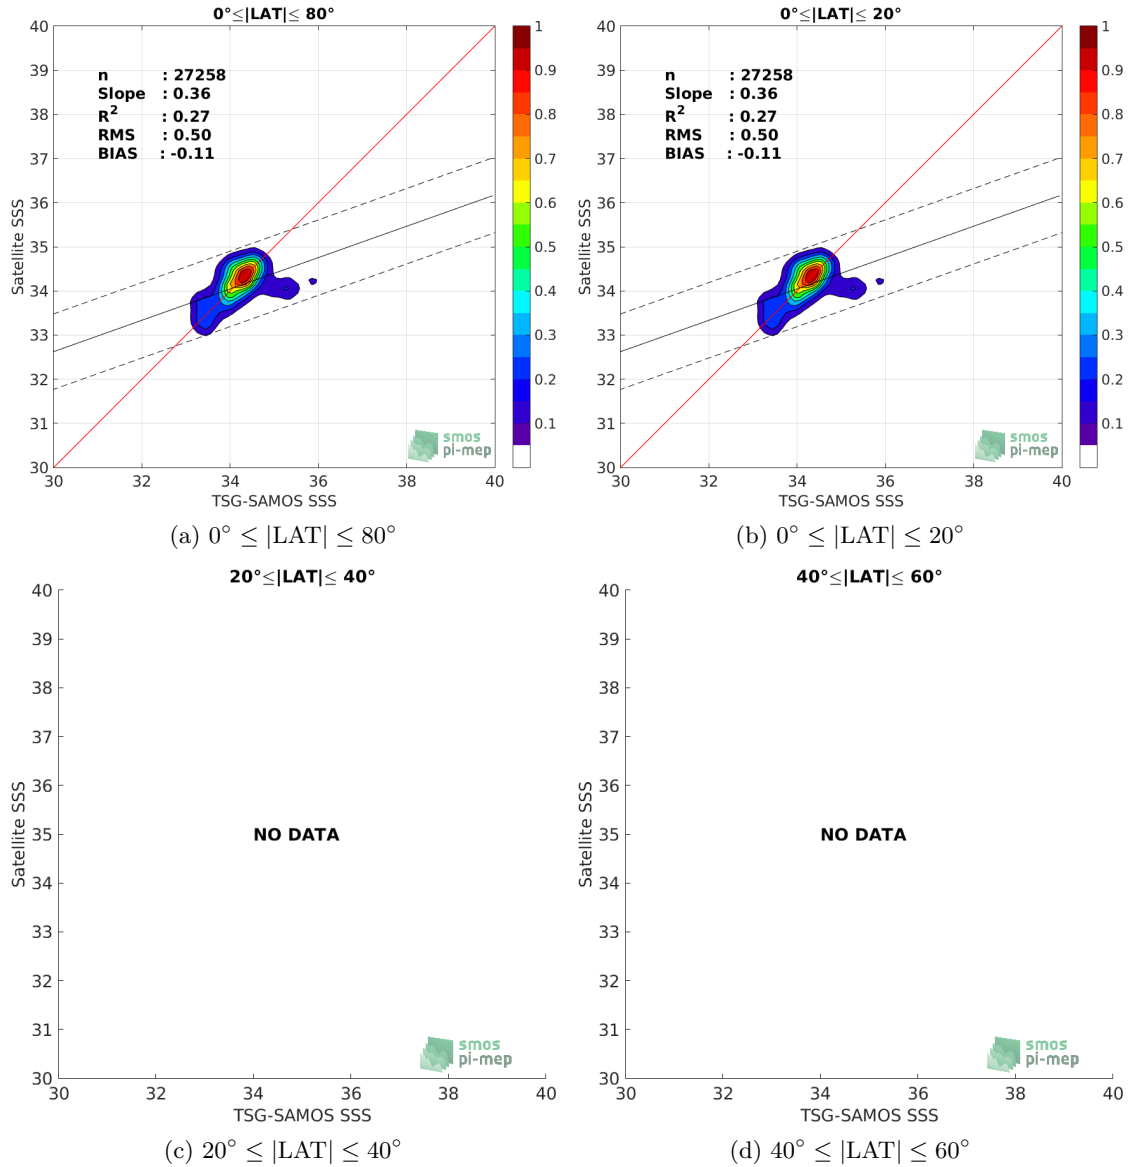 0°≤|LAT|≤ 80°
40
39
38
37
36
35
34
33
32
31
30
Satellite SSS
n : 27258
Slope : 0.36
R² : 0.27
RMS : 0.50
BIAS : -0.11
smos
pi-mep
30 32 34 36 38 40
TSG-SAMOS SSS
1
0.9
0.8
0.7
0.6
0.5
0.4
0.3
0.2
0.1
(a) 0° ≤ |LAT| ≤ 80°
0°≤|LAT|≤ 20°
40
39
38
37
36
35
34
33
32
31
30
Satellite SSS
n : 27258
Slope : 0.36
R² : 0.27
RMS : 0.50
BIAS : -0.11
smos
pi-mep
30 32 34 36 38 40
TSG-SAMOS SSS
1
0.9
0.8
0.7
0.6
0.5
0.4
0.3
0.2
0.1
(b) 0° ≤ |LAT| ≤ 20°
20°≤|LAT|≤ 40°
40
39
38
37
36
35
34
33
32
31
30
Satellite SSS
NO DATA
smos
pi-mep
30 32 34 36 38 40
TSG-SAMOS SSS
(c) 20° ≤ |LAT| ≤ 40°
40°≤|LAT|≤ 60°
40
39
38
37
36
35
34
33
32
31
30
Satellite SSS
NO DATA
smos
pi-mep
30 32 34 36 38 40
TSG-SAMOS SSS
(d) 40° ≤ |LAT| ≤ 60°